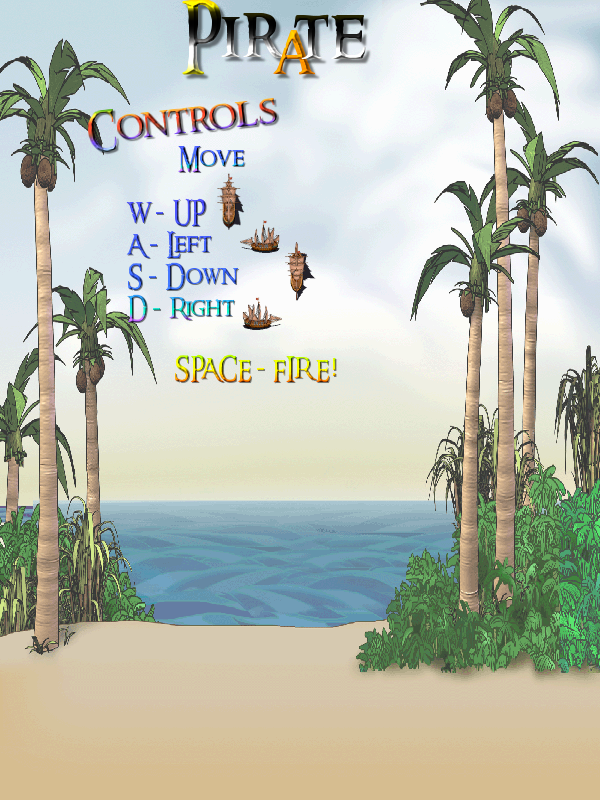 Pirate
Controls
Move
W - UP
A - Left
S - Down
D - Right
SPACE - FIRE!